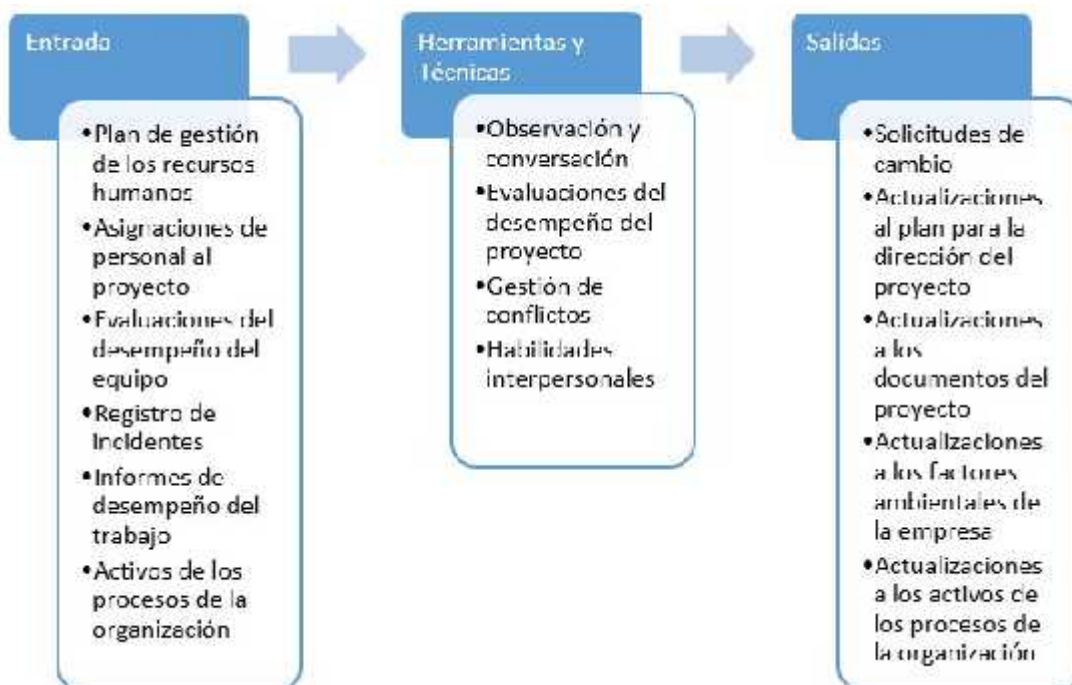 Entrada
•Plan de gestión
de los recursos
humanos
•Asignaciones de
personal al
proyecto
•Evaluaciones del
desempeño del
equipo
•Registro de
incidentes
•Informes de
desempeño del
trabajo
•Activos de los
procesos de la
organización
Herramientas y
Técnicas
•Observación y
conversación
•Evaluaciones del
desempeño del
proyecto
•Gestión de
conflictos
•Habilidades
interpersonales
Salidas
•Solicitudes de
cambio
•Actualizaciones
al plan para la
dirección del
proyecto
•Actualizaciones
a los
documentos del
proyecto
•Actualizaciones
a los factores
ambientales de
la empresa
•Actualizaciones
a los activos de
los procesos de
la organización